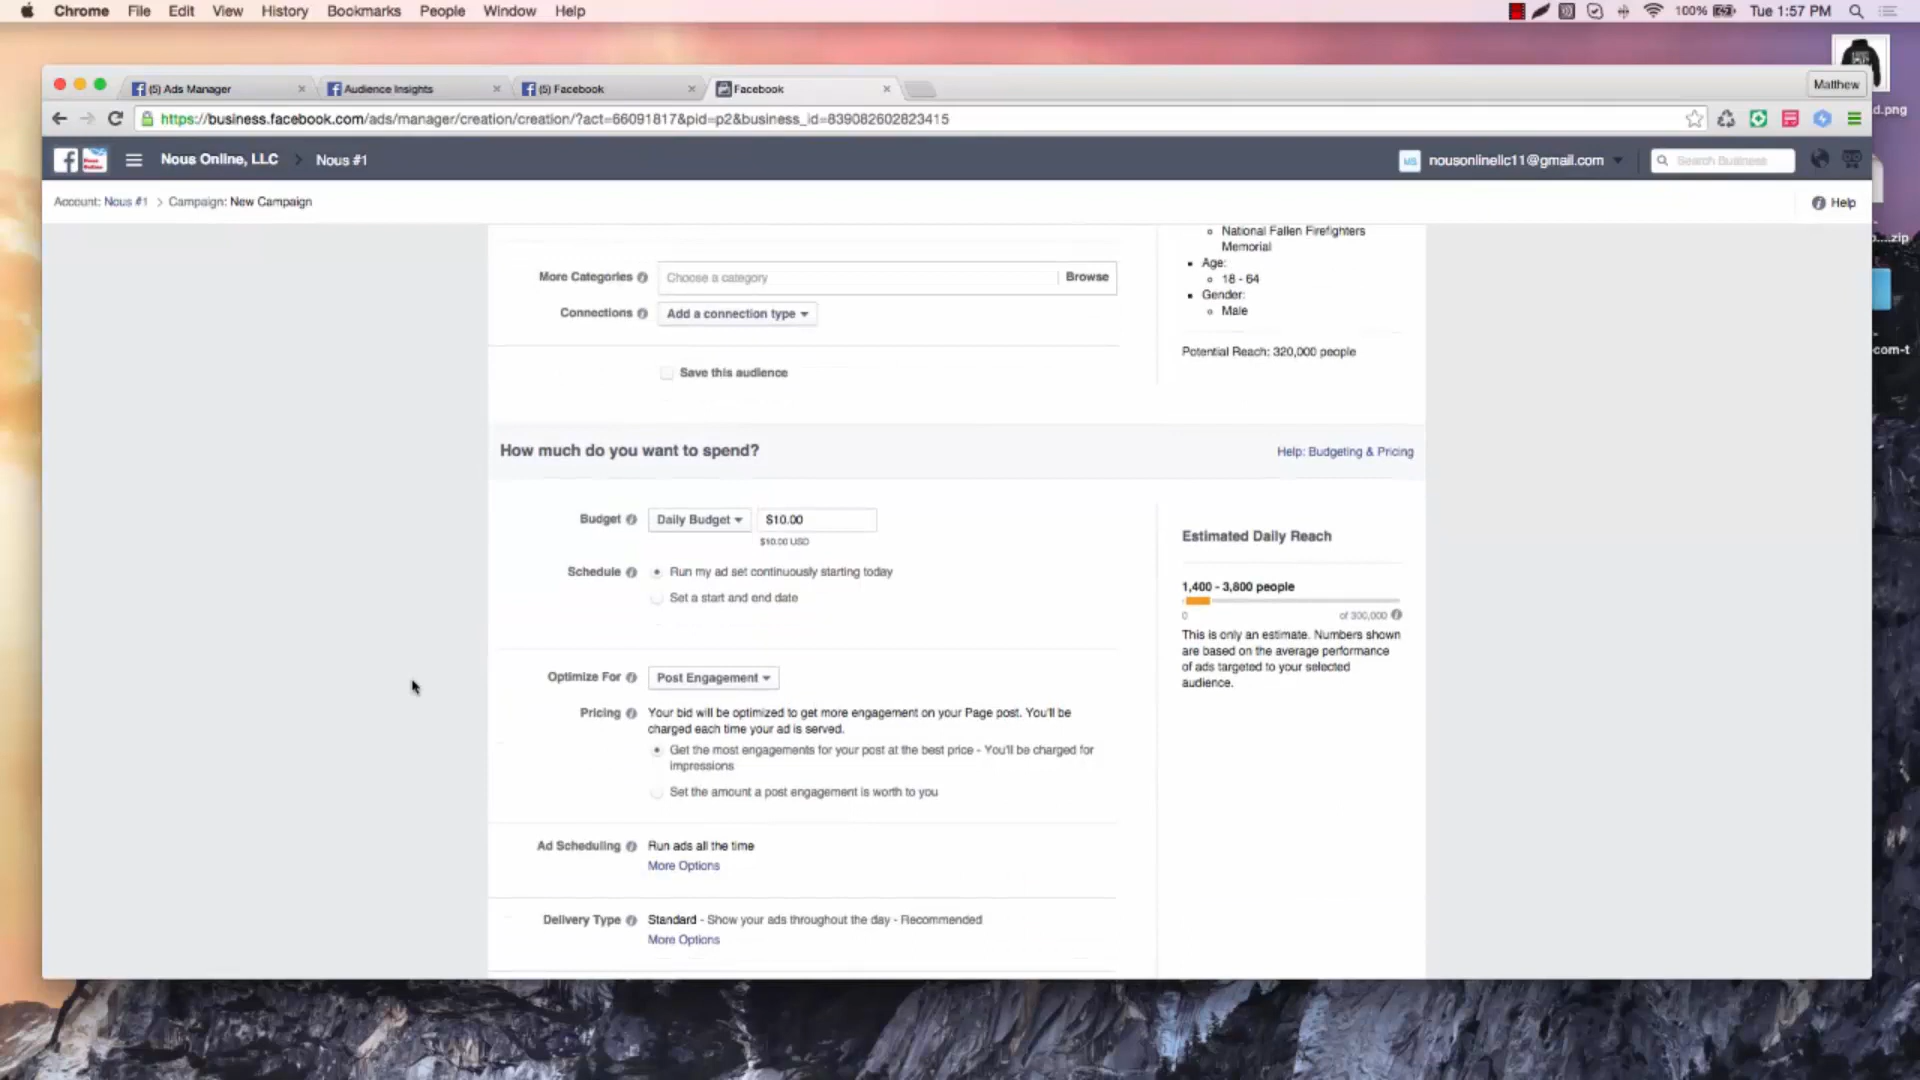 Chrome File Edit View History Bookmarks People Window Help
100% Tue 1:57 PM
(5) Ads Manager
Audience Insights
(5) Facebook
Facebook
Matthew
https://business.facebook.com/ads/manager/creation/creation/?act=66091817&pid=p2&business_id=839082602823415
d.png
Nous Online, LLC > Nous #1
nousonlinellc11@gmail.com
Search Business
Account: Nous #1 > Campaign: New Campaign
Help
....zip
National Fallen Firefighters
Memorial
Age:
18 - 64
Gender:
Male
More Categories
Choose a category
Browse
Connections
Add a connection type
Potential Reach: 320,000 people
-com-t
Save this audience
How much do you want to spend?
Help: Budgeting & Pricing
Budget
Daily Budget
$10.00
$10.00 USD
Schedule
Run my ad set continuously starting today
Set a start and end date
Estimated Daily Reach
1,400 - 3,800 people
0
of 300,000
This is only an estimate. Numbers shown
are based on the average performance
of ads targeted to your selected
audience.
Optimize For
Post Engagement
Pricing
Your bid will be optimized to get more engagement on your Page post. You'll be
charged each time your ad is served.
Get the most engagements for your post at the best price - You'll be charged for
impressions
Set the amount a post engagement is worth to you
Ad Scheduling
Run ads all the time
More Options
Delivery Type
Standard - Show your ads throughout the day - Recommended
More Options